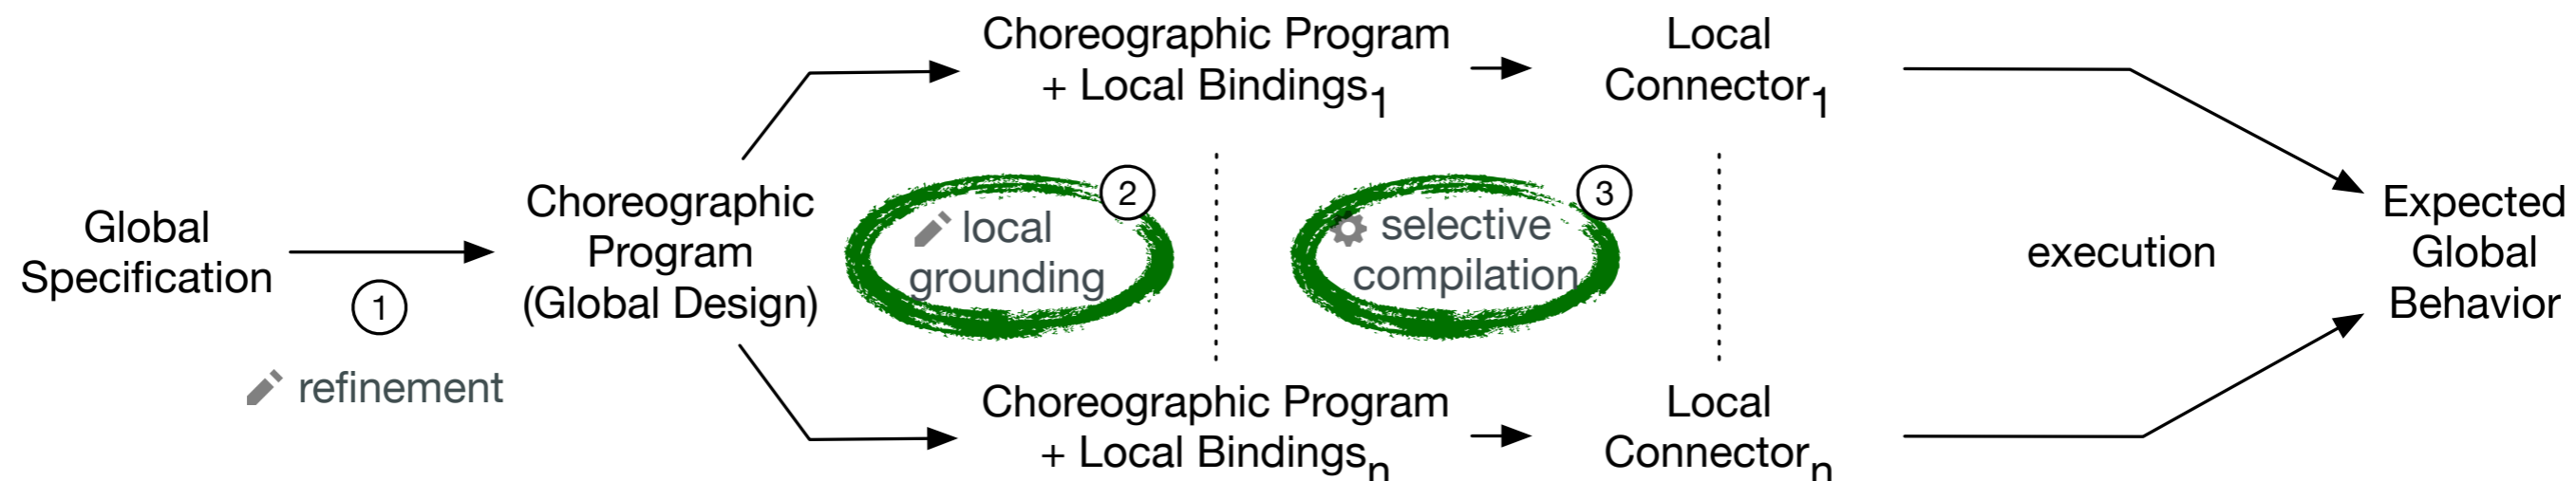 Global
Specification
1
refinement
Choreographic
Program
(Global Design)
2
local
grounding
Choreographic Program
+ Local Bindings1
Choreographic Program
+ Local Bindingsn
3
selective
compilation
Local
Connector1
Local
Connectorn
execution
Expected
Global
Behavior